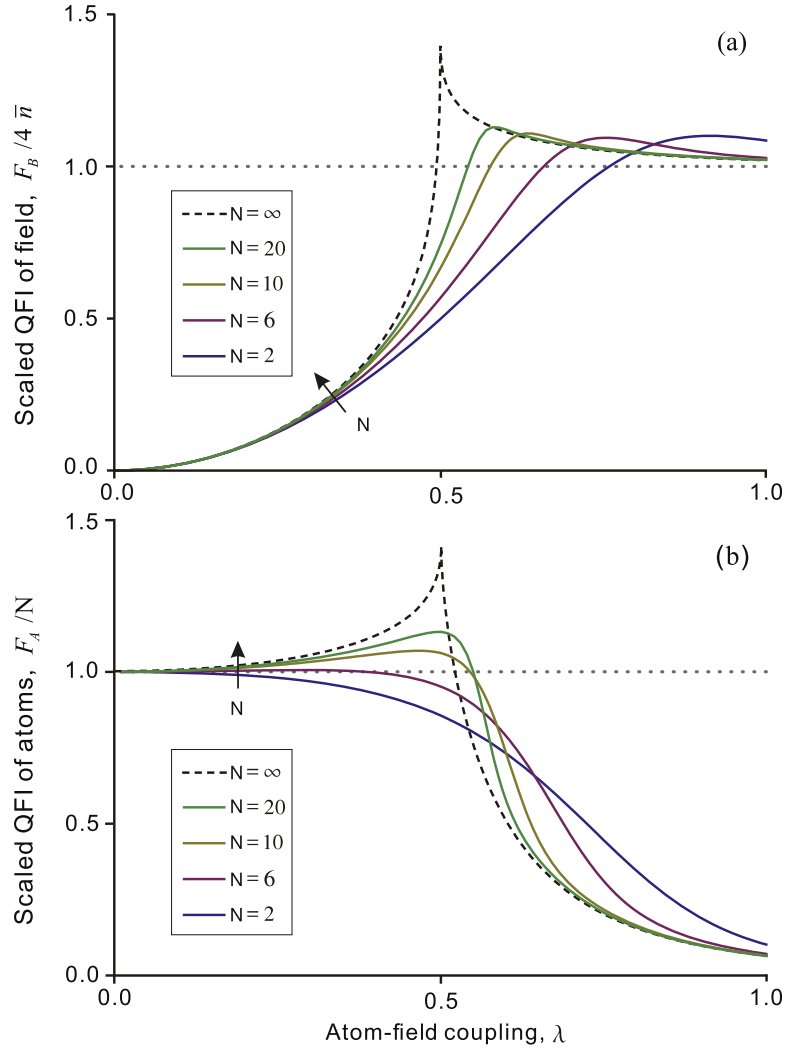 1.5
(a)
Scaled QFI of field, F_B /4 n̅
1.0
N = ∞
N = 20
N = 10
N = 6
N = 2
0.5
N
0.0
0.0
0.5
1.0
1.5
(b)
Scaled QFI of atoms, F_A /N
1.0
N
N = ∞
N = 20
N = 10
N = 6
N = 2
0.5
0.0
0.0
0.5
1.0
Atom-field coupling, λ